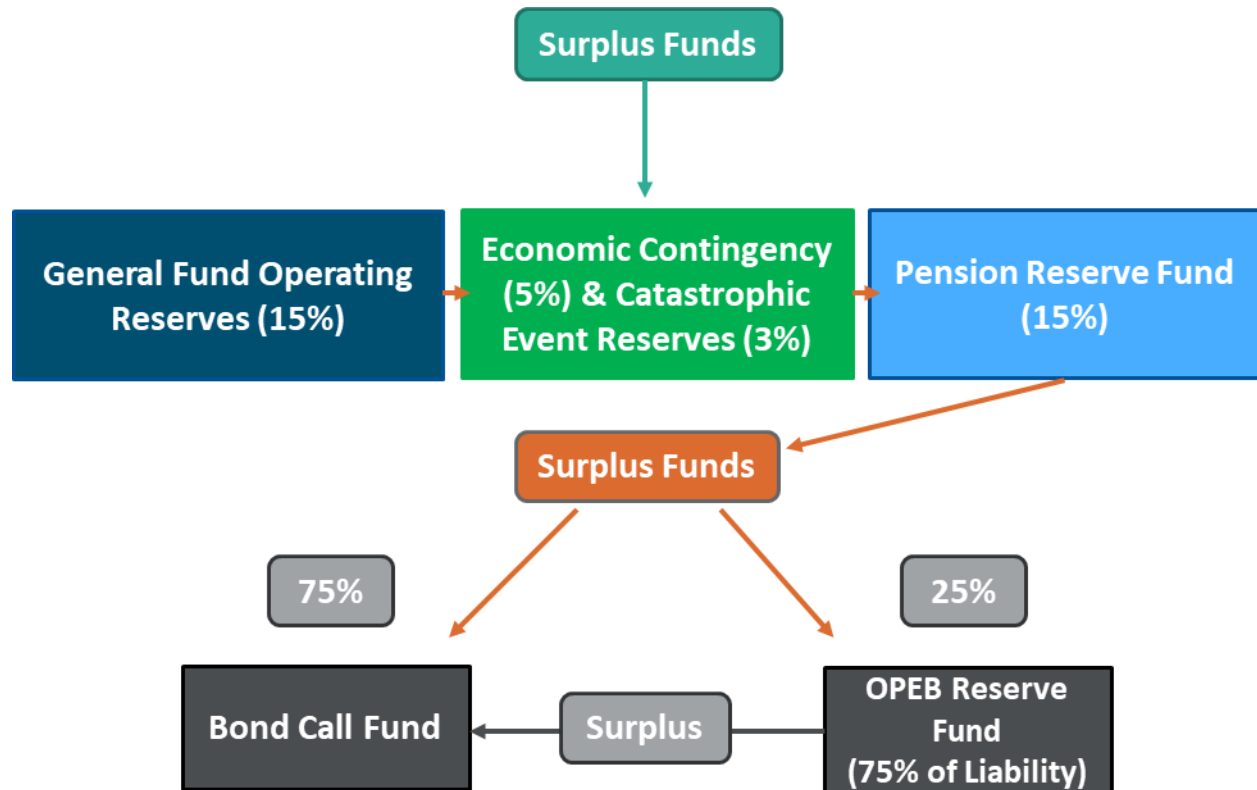 Surplus Funds
General Fund Operating
Reserves (15%)
Economic Contingency
(5%) & Catastrophic
Event Reserves (3%)
Pension Reserve Fund
(15%)
Surplus Funds
75%
25%
Bond Call Fund
Surplus
OPEB Reserve
Fund
(75% of Liability)